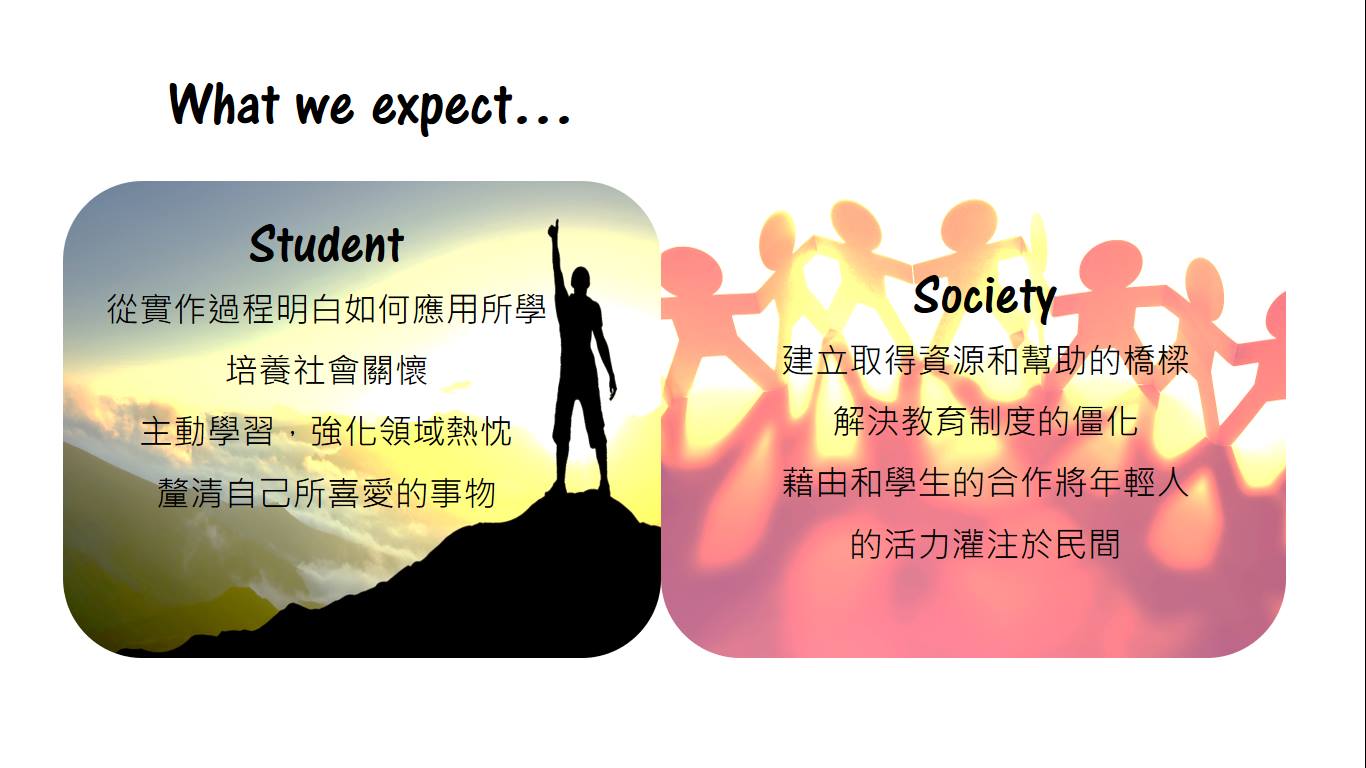 What we expect...
Student
從實作過程明白如何應用所學
培養社會關懷
主動學習，強化領域熱忱
釐清自己所喜愛的事物
Society
建立取得資源和幫助的橋樑
解決教育制度的僵化
藉由和學生的合作將年輕人
的活力灌注於民間